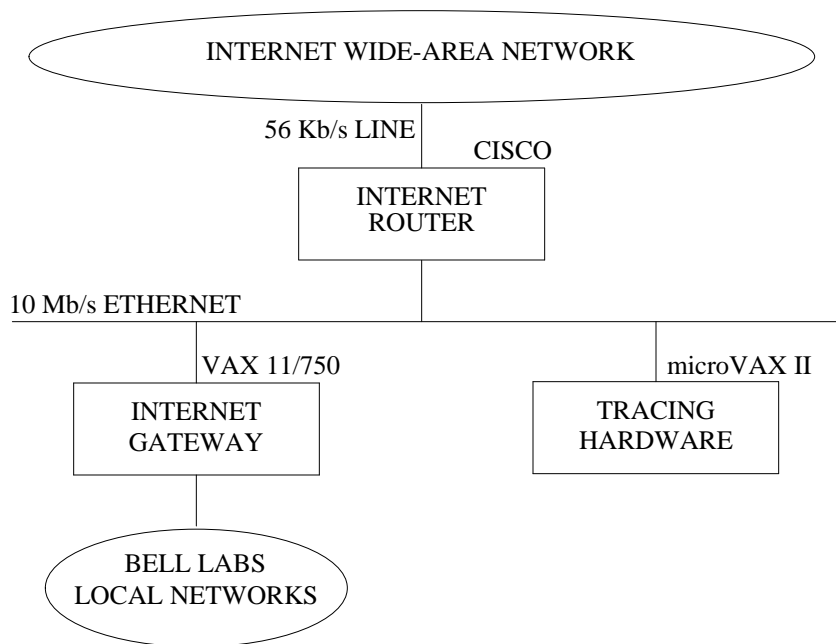 INTERNET WIDE-AREA NETWORK
56 Kb/s LINE
CISCO
INTERNET
ROUTER
10 Mb/s ETHERNET
VAX 11/750
microVAX II
INTERNET
GATEWAY
TRACING
HARDWARE
BELL LABS
LOCAL NETWORKS